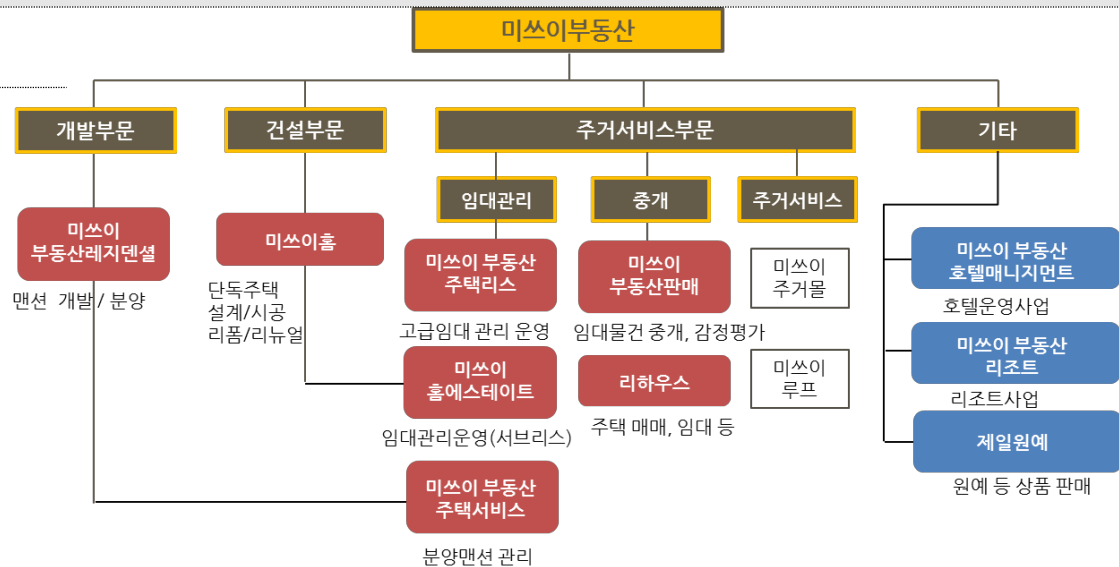 미쓰이부동산
개발부문
건설부문
주거서비스부문
기타
임대관리
중개
주거서비스
미쓰이
부동산레지덴셜
맨션 개발 / 분양
미쓰이홈
단독주택
설계/시공
리폼/리뉴얼
미쓰이 부동산
주택리스
고급임대 관리 운영
미쓰이
부동산판매
임대물건 중개, 감정평가
미쓰이
주거몰
미쓰이 부동산
호텔매니지먼트
호텔운영사업
미쓰이
홈에스테이트
임대관리운영(서브리스)
리하우스
주택 매매, 임대 등
미쓰이
루프
미쓰이 부동산
리조트
리조트사업
제일원예
원예 등 상품 판매
미쓰이 부동산
주택서비스
분양맨션 관리